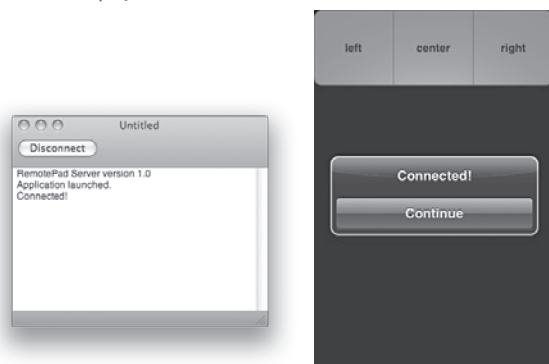 Untitled
Disconnect
RemotePad Server version 1.0
Application launched.
Connected!
left center right
Connected!
Continue